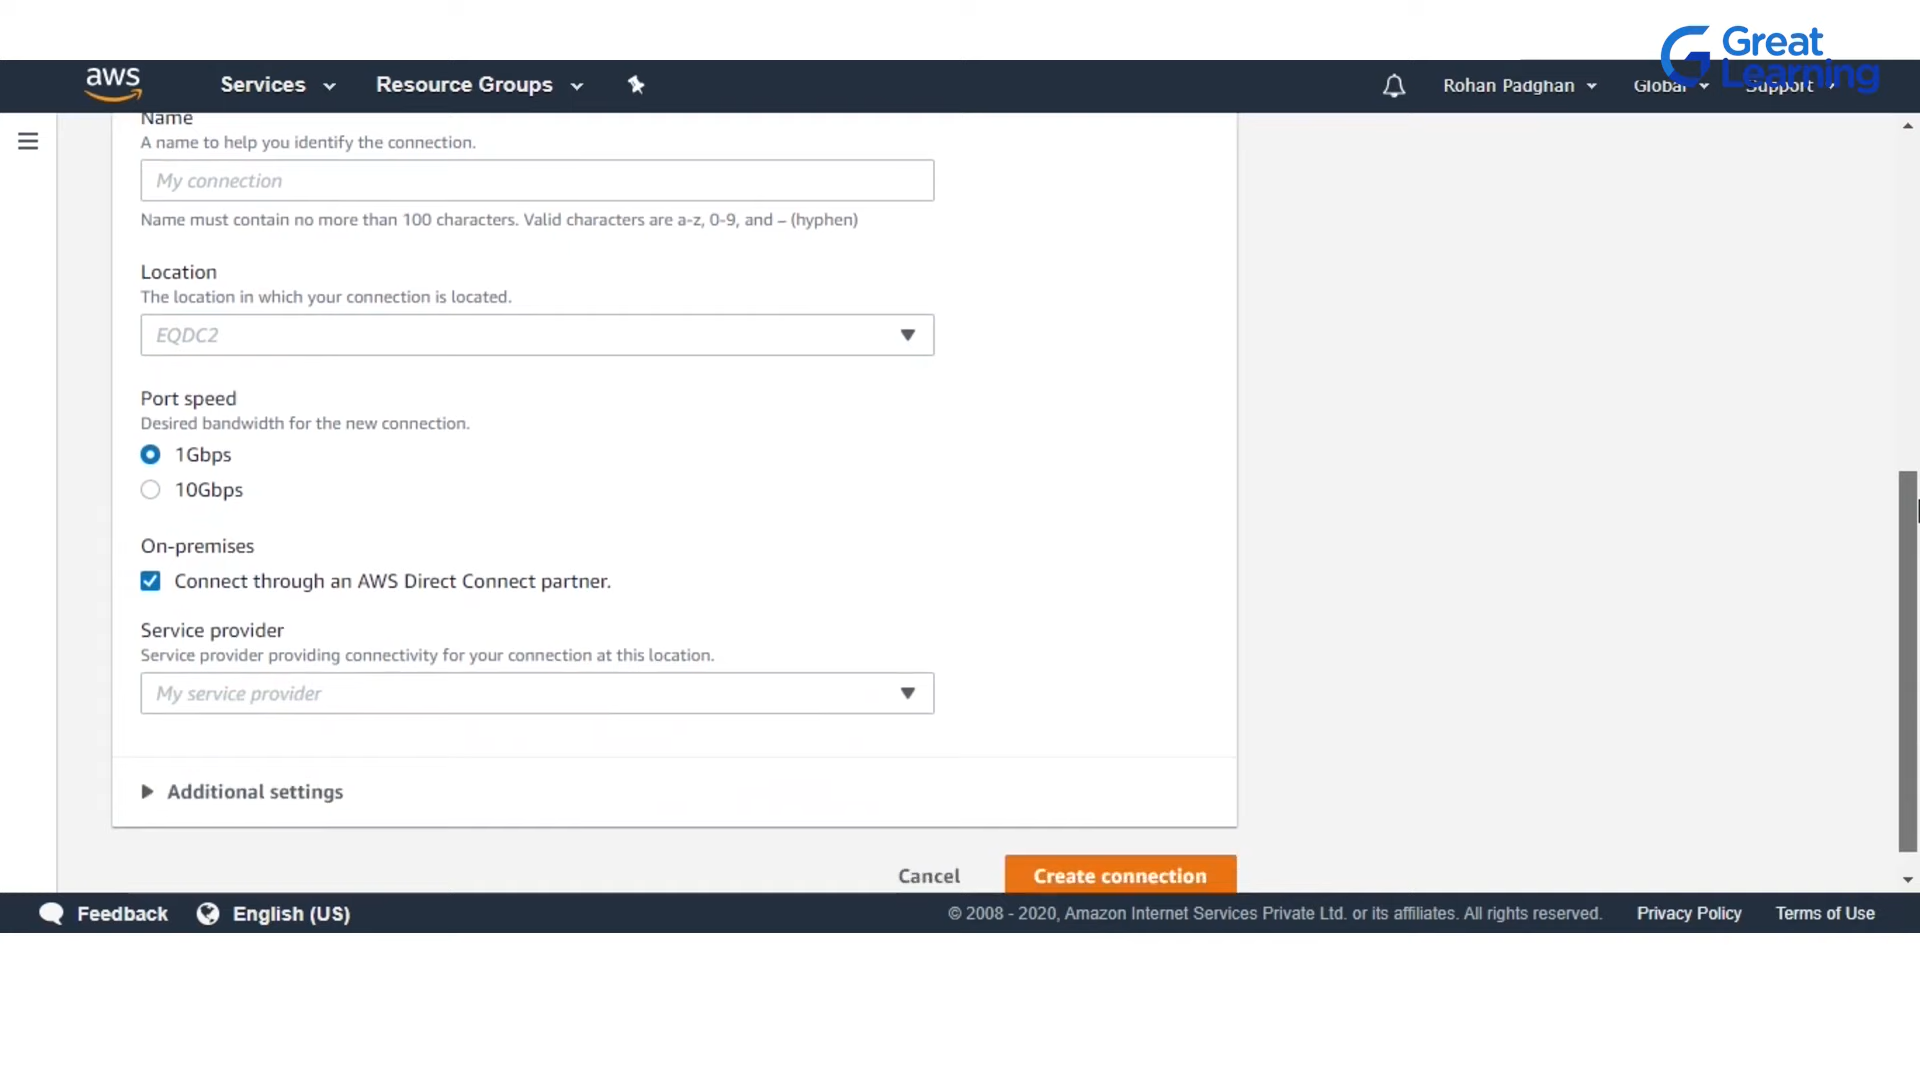 Great
Learning
aws
Services
Resource Groups
Rohan Padghan
Global
Support
Name
A name to help you identify the connection.
My connection
Name must contain no more than 100 characters. Valid characters are a-z, 0-9, and – (hyphen)
Location
The location in which your connection is located.
EQDC2
Port speed
Desired bandwidth for the new connection.
1Gbps
10Gbps
On-premises
Connect through an AWS Direct Connect partner.
Service provider
Service provider providing connectivity for your connection at this location.
My service provider
Additional settings
Cancel
Create connection
Feedback
English (US)
© 2008 - 2020, Amazon Internet Services Private Ltd. or its affiliates. All rights reserved.
Privacy Policy
Terms of Use